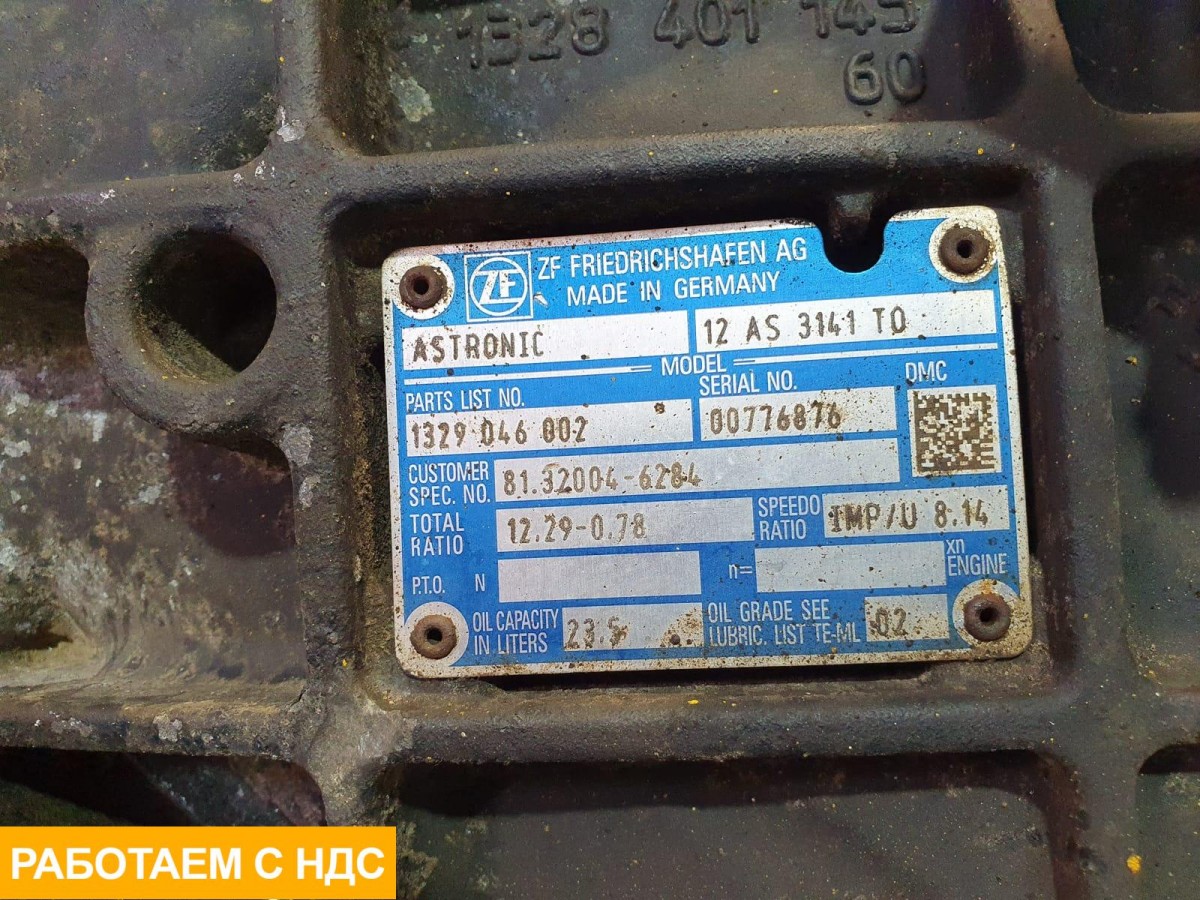 1328 401 145
60
ZF
ZF FRIEDRICHSHAFEN AG
MADE IN GERMANY
ASTRONIC
12 AS 3141 TO
MODEL
PARTS LIST NO.
SERIAL NO.
DMC
1329 046 002
00776876
CUSTOMER
SPEC. NO.
81.32004-6284
TOTAL
RATIO
12.29-0.78
SPEEDO
RATIO
IMP/U 8.14
P.T.O. N
n=
xn
ENGINE
OIL CAPACITY
IN LITERS
23.5
OIL GRADE SEE
LUBRIC. LIST TE-ML
02
РАБОТАЕМ С НДС